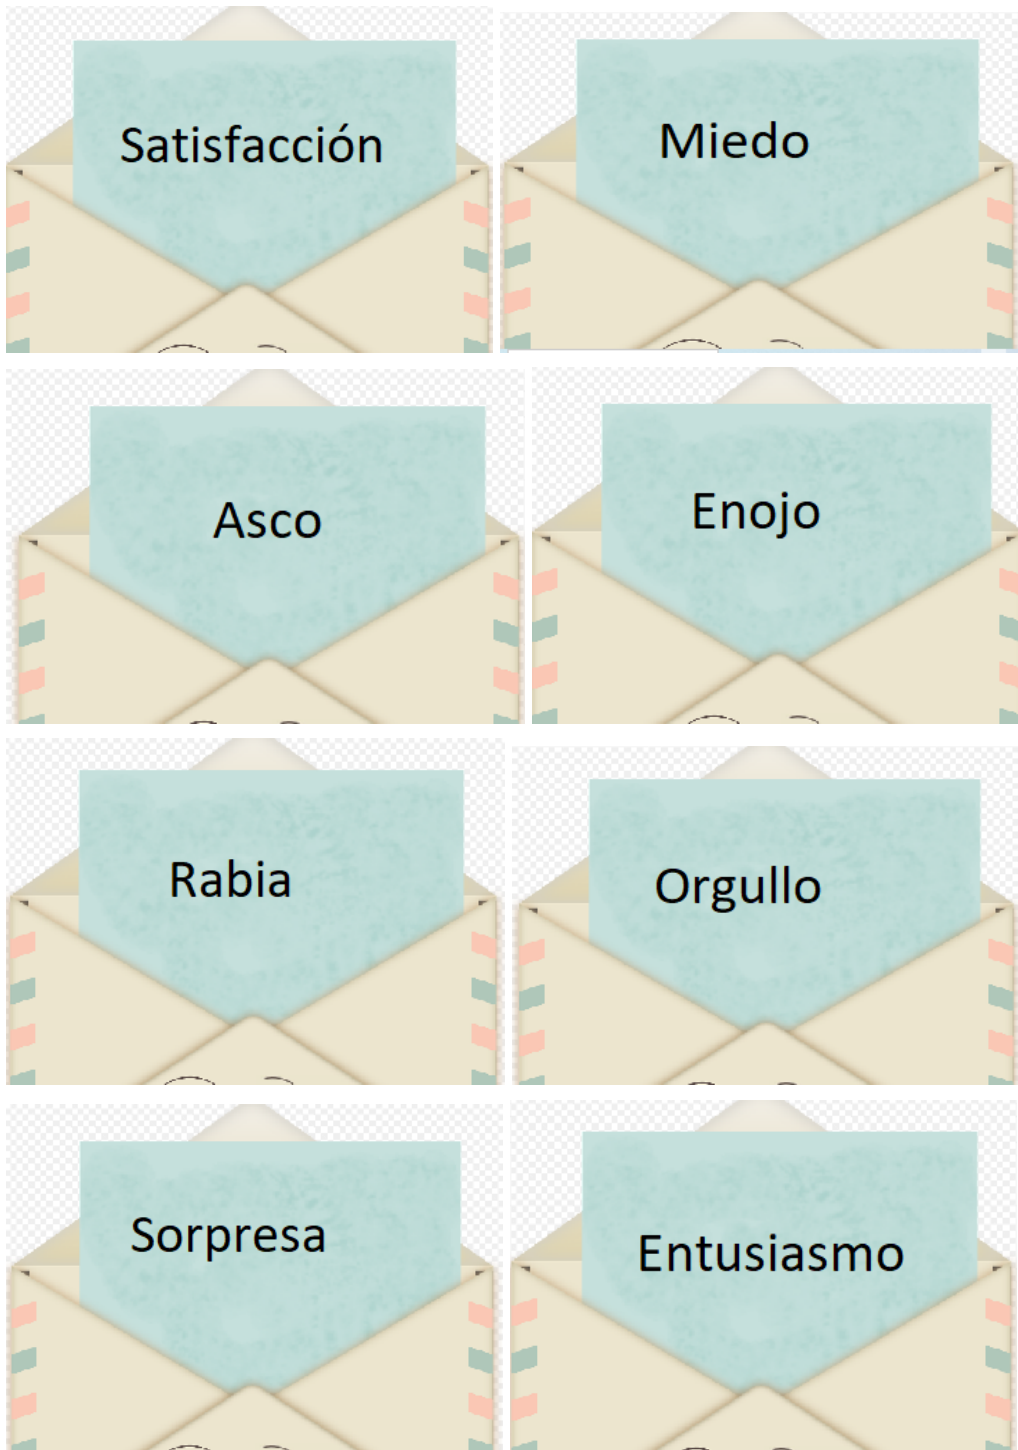 Satisfacción
Miedo
Asco
Enojo
Rabia
Orgullo
Sorpresa
Entusiasmo